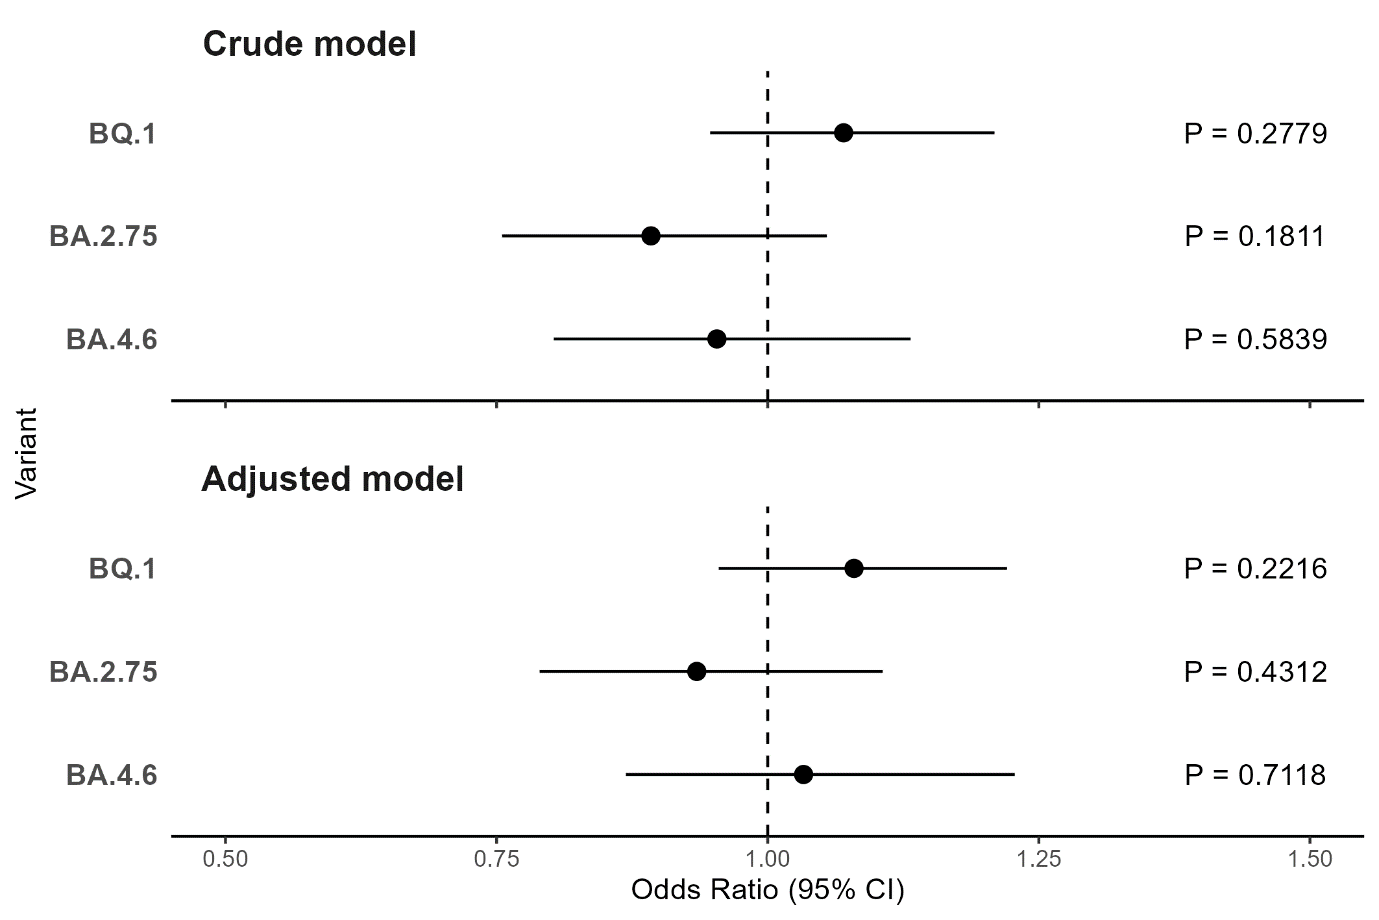 Crude model
BQ.1
P = 0.2779
BA.2.75
P = 0.1811
BA.4.6
P = 0.5839
Variant
Adjusted model
BQ.1
P = 0.2216
BA.2.75
P = 0.4312
BA.4.6
P = 0.7118
0.50 0.75 1.00 1.25 1.50
Odds Ratio (95% CI)